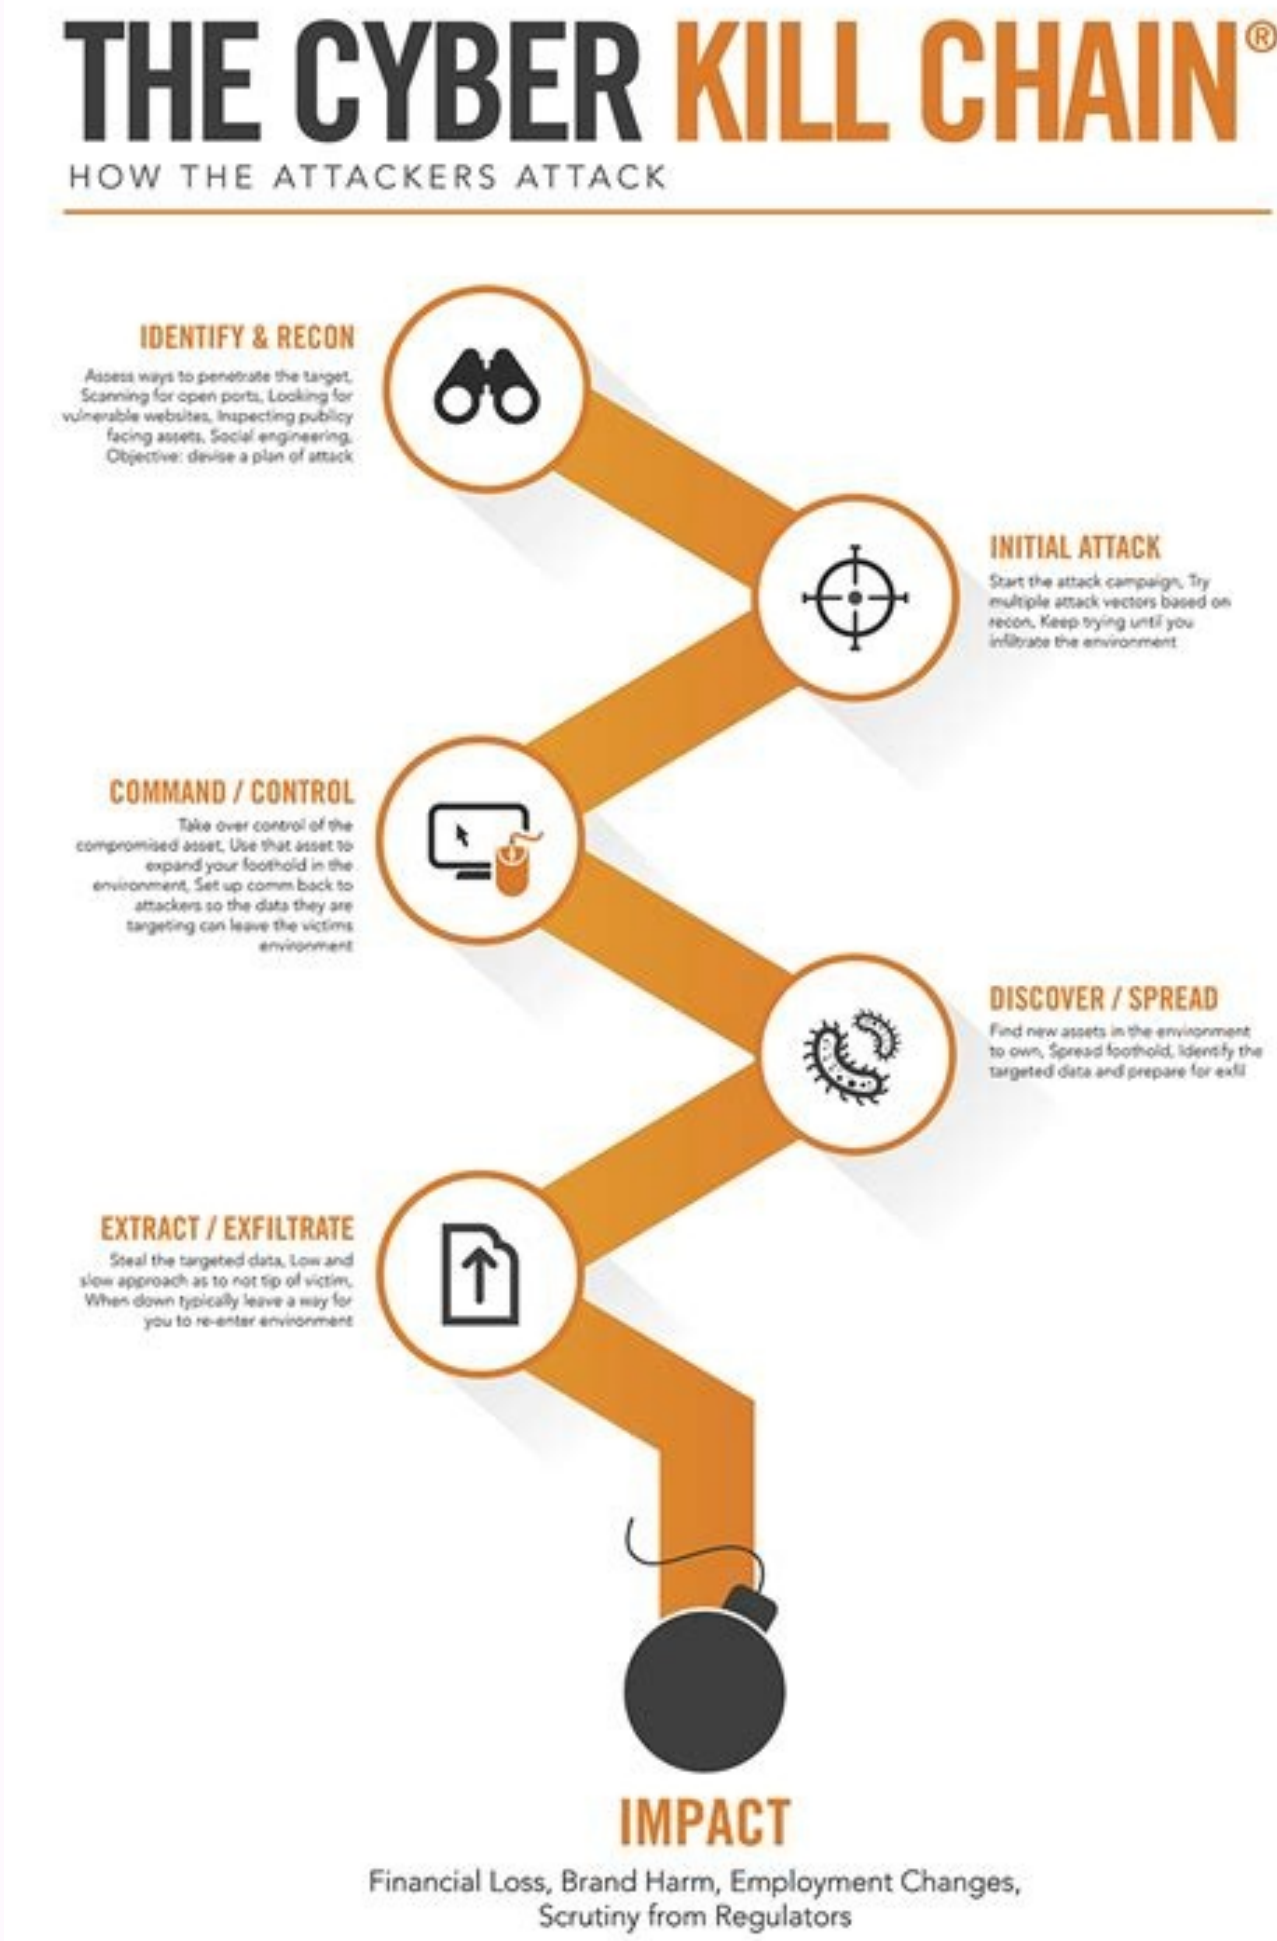 THE CYBER KILL CHAIN®
HOW THE ATTACKERS ATTACK
IDENTIFY & RECON
Assess ways to penetrate the target,
Scanning for open ports, Looking for
vulnerable websites, Inspecting publicy
facing assets, Social engineering,
Objective: devise a plan of attack
INITIAL ATTACK
Start the attack campaign, Try
multiple attack vectors based on
recon, Keep trying until you
infiltrate the environment
COMMAND / CONTROL
Take over control of the
compromised asset, Use that asset to
expand your foothold in the
environment, Set up comm back to
attackers so the data they are
targeting can leave the victims
environment
DISCOVER / SPREAD
Find new assets in the environment
to own, Spread foothold, Identify the
targeted data and prepare for exfil
EXTRACT / EXFILTRATE
Steal the targeted data, Low and
slow approach as to not tip of victim,
When down typically leave a way for
you to re-enter environment
IMPACT
Financial Loss, Brand Harm, Employment Changes,
Scrutiny from Regulators